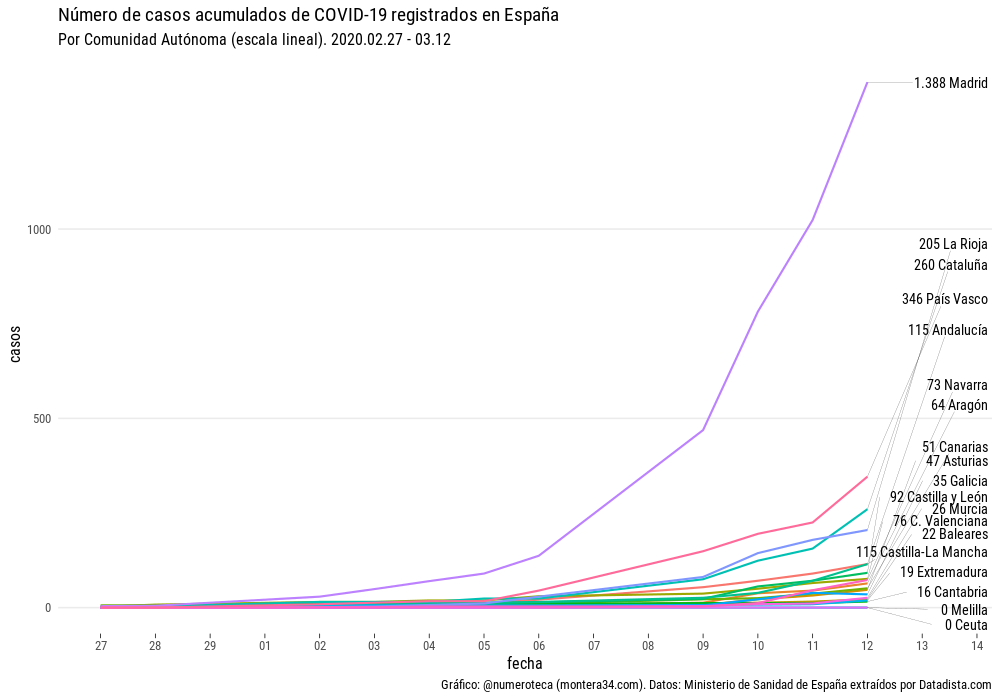 Número de casos acumulados de COVID-19 registrados en España
Por Comunidad Autónoma (escala lineal). 2020.02.27 - 03.12
1.388 Madrid
1000
205 La Rioja
260 Cataluña
346 País Vasco
115 Andalucía
casos
73 Navarra
64 Aragón
500
51 Canarias
47 Asturias
35 Galicia
92 Castilla y León
26 Murcia
76 C. Valenciana
22 Baleares
115 Castilla-La Mancha
19 Extremadura
16 Cantabria
0
0 Melilla
0 Ceuta
27 28 29 01 02 03 04 05 06 07 08 09 10 11 12 13 14
fecha
Gráfico: @numeroteca (montera34.com). Datos: Ministerio de Sanidad de España extraídos por Datadista.com